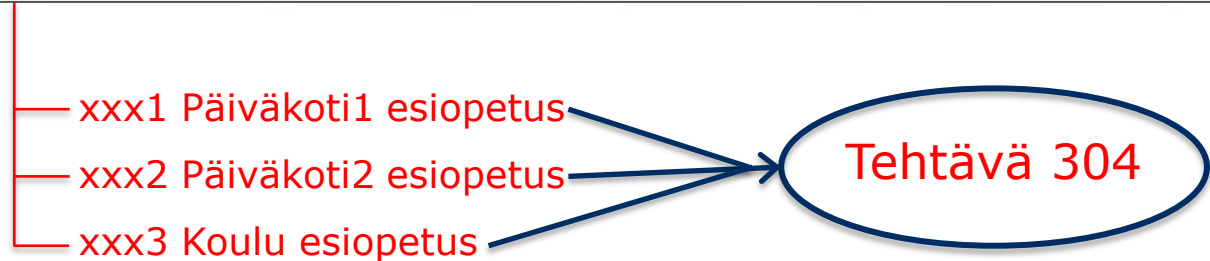 xxx1 Päiväkoti1 esiopetus
xxx2 Päiväkoti2 esiopetus
xxx3 Koulu esiopetus
Tehtävä 304